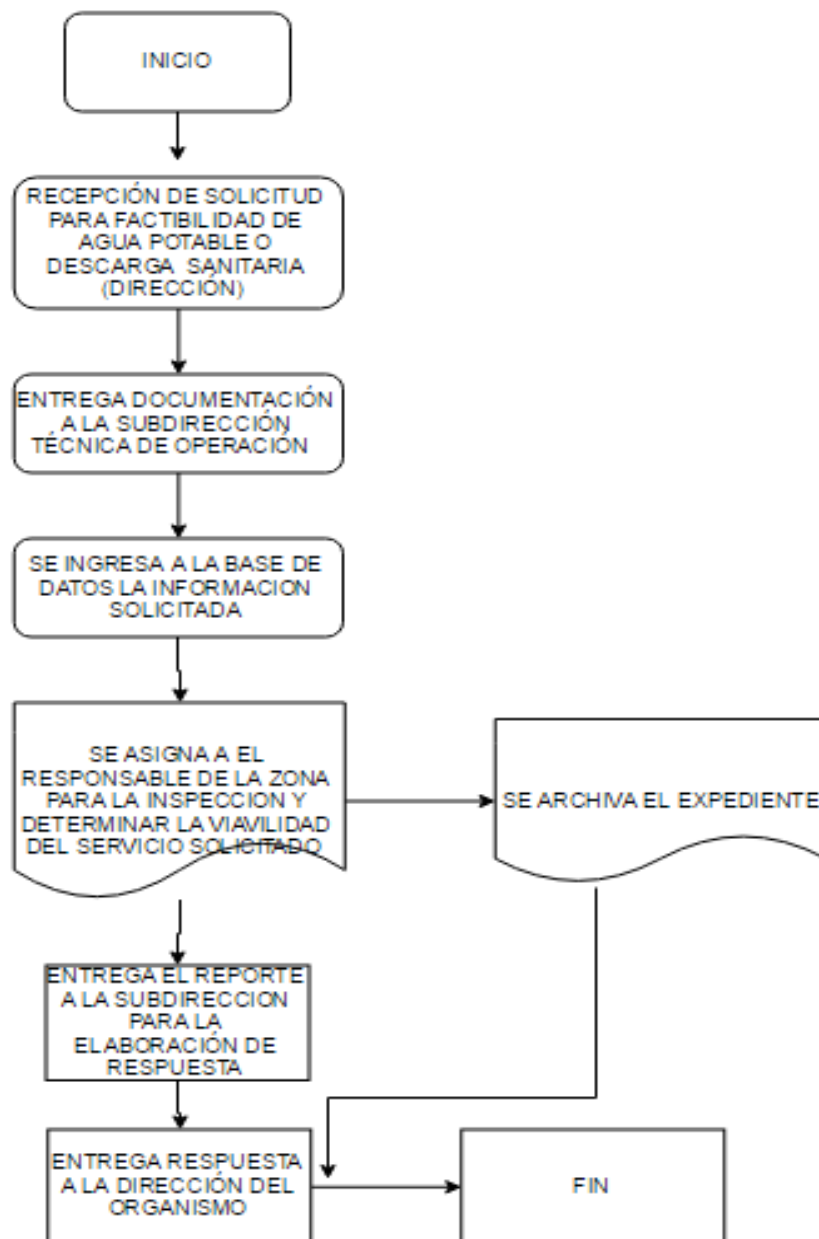 INICIO
RECEPCIÓN DE SOLICITUD
PARA FACTIBILIDAD DE
AGUA POTABLE O
DESCARGA SANITARIA
(DIRECCIÓN)
ENTREGA DOCUMENTACIÓN
A LA SUBDIRECCIÓN
TÉCNICA DE OPERACIÓN
SE INGRESA A LA BASE DE
DATOS LA INFORMACION
SOLICITADA
SE ASIGNA A EL
RESPONSABLE DE LA ZONA
PARA LA INSPECCION Y
DETERMINAR LA VIAVILIDAD
DEL SERVICIO SOLICITADO
SE ARCHIVA EL EXPEDIENTE
ENTREGA EL REPORTE
A LA SUBDIRECCION
PARA LA
ELABORACIÓN DE
RESPUESTA
ENTREGA RESPUESTA
A LA DIRECCIÓN DEL
ORGANISMO
FIN